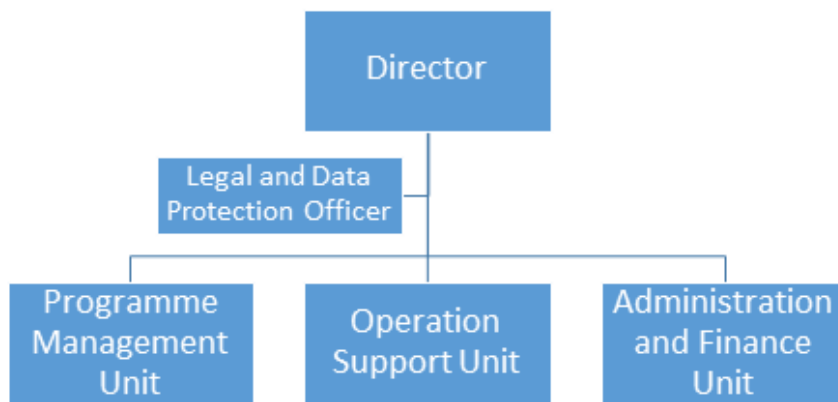 Director
Legal and Data
Protection Officer
Programme
Management
Unit
Operation
Support Unit
Administration
and Finance
Unit